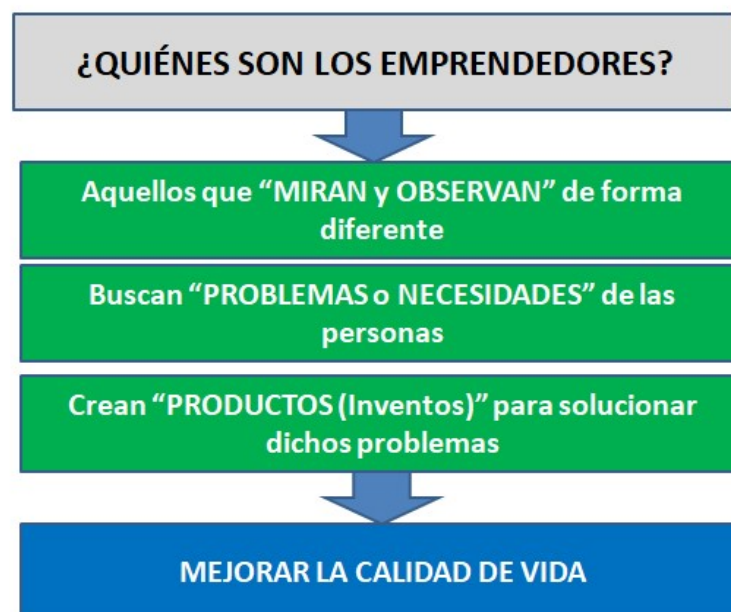 ¿QUIÉNES SON LOS EMPRENDEDORES?
Aquellos que “MIRAN y OBSERVAN” de forma
diferente
Buscan “PROBLEMAS o NECESIDADES” de las
personas
Crean “PRODUCTOS (Inventos)” para solucionar
dichos problemas
MEJORAR LA CALIDAD DE VIDA